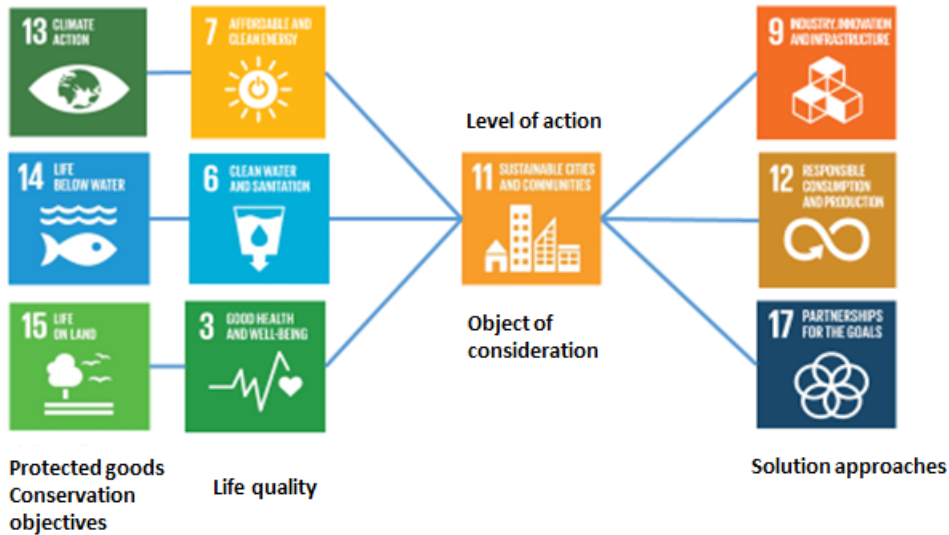 13 CLIMATE
ACTION
7 AFFORDABLE AND
CLEAN ENERGY
9 INDUSTRY, INNOVATION
AND INFRASTRUCTURE
Level of action
14 LIFE
BELOW WATER
6 CLEAN WATER
AND SANITATION
11 SUSTAINABLE CITIES
AND COMMUNITIES
12 RESPONSIBLE
CONSUMPTION
AND PRODUCTION
15 LIFE
ON LAND
3 GOOD HEALTH
AND WELL-BEING
Object of
consideration
17 PARTNERSHIPS
FOR THE GOALS
Protected goods
Conservation
objectives
Life quality
Solution approaches